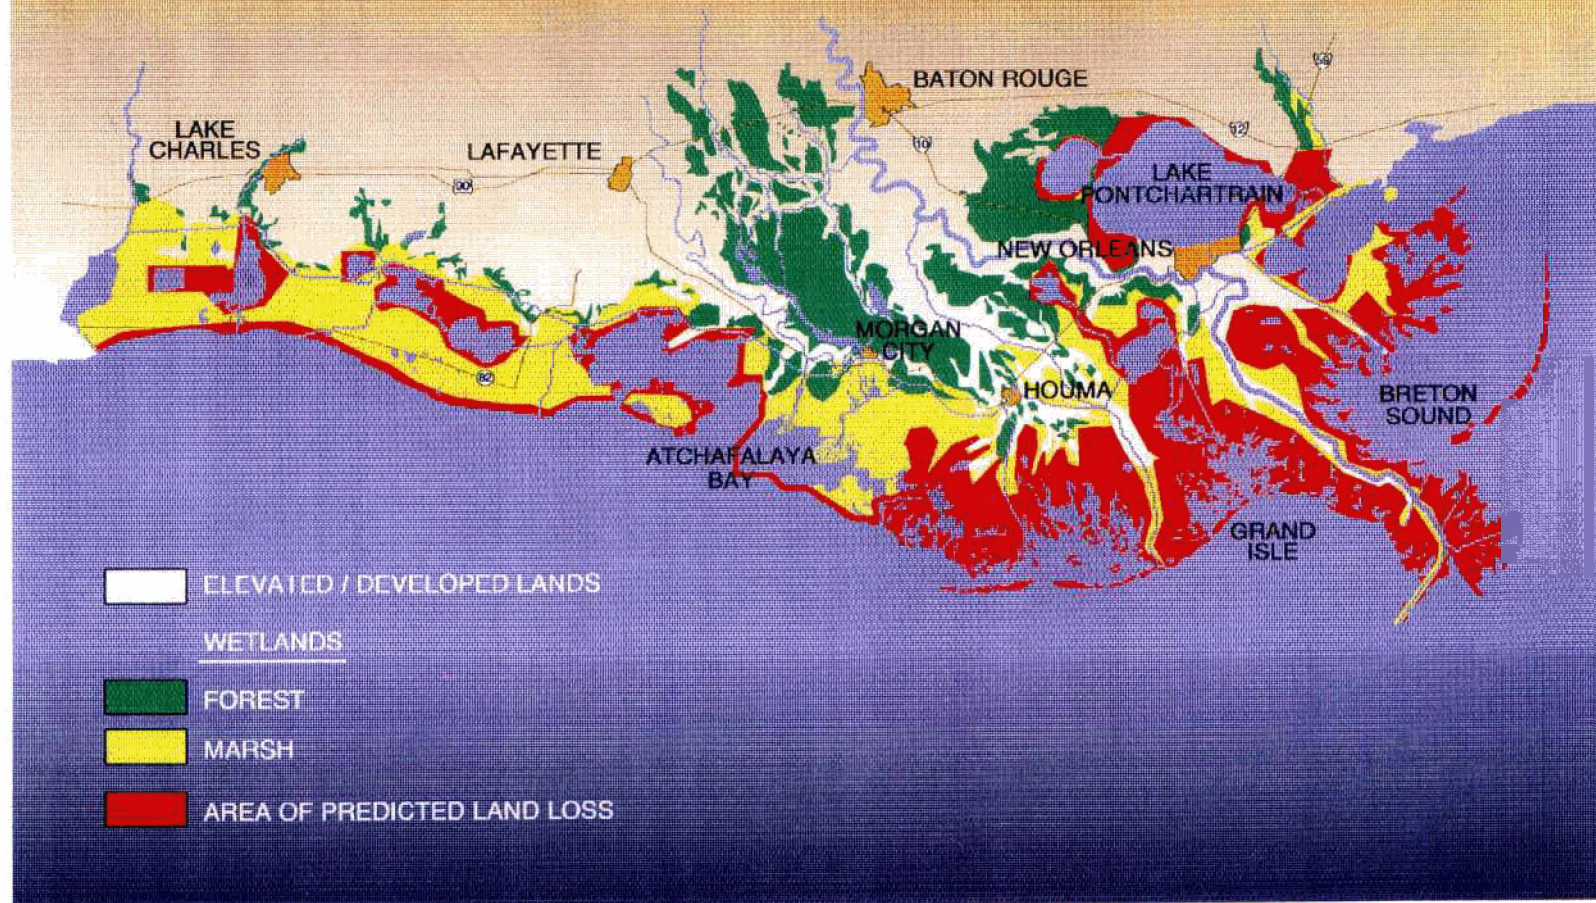 59
BATON ROUGE
LAKE
CHARLES
LAFAYETTE
90
10
12
LAKE
PONTCHARTRAIN
NEW ORLEANS
MORGAN
CITY
82
HOUMA
BRETON
SOUND
ATCHAFALAYA
BAY
GRAND
ISLE
ELEVATED / DEVELOPED LANDS
WETLANDS
FOREST
MARSH
AREA OF PREDICTED LAND LOSS